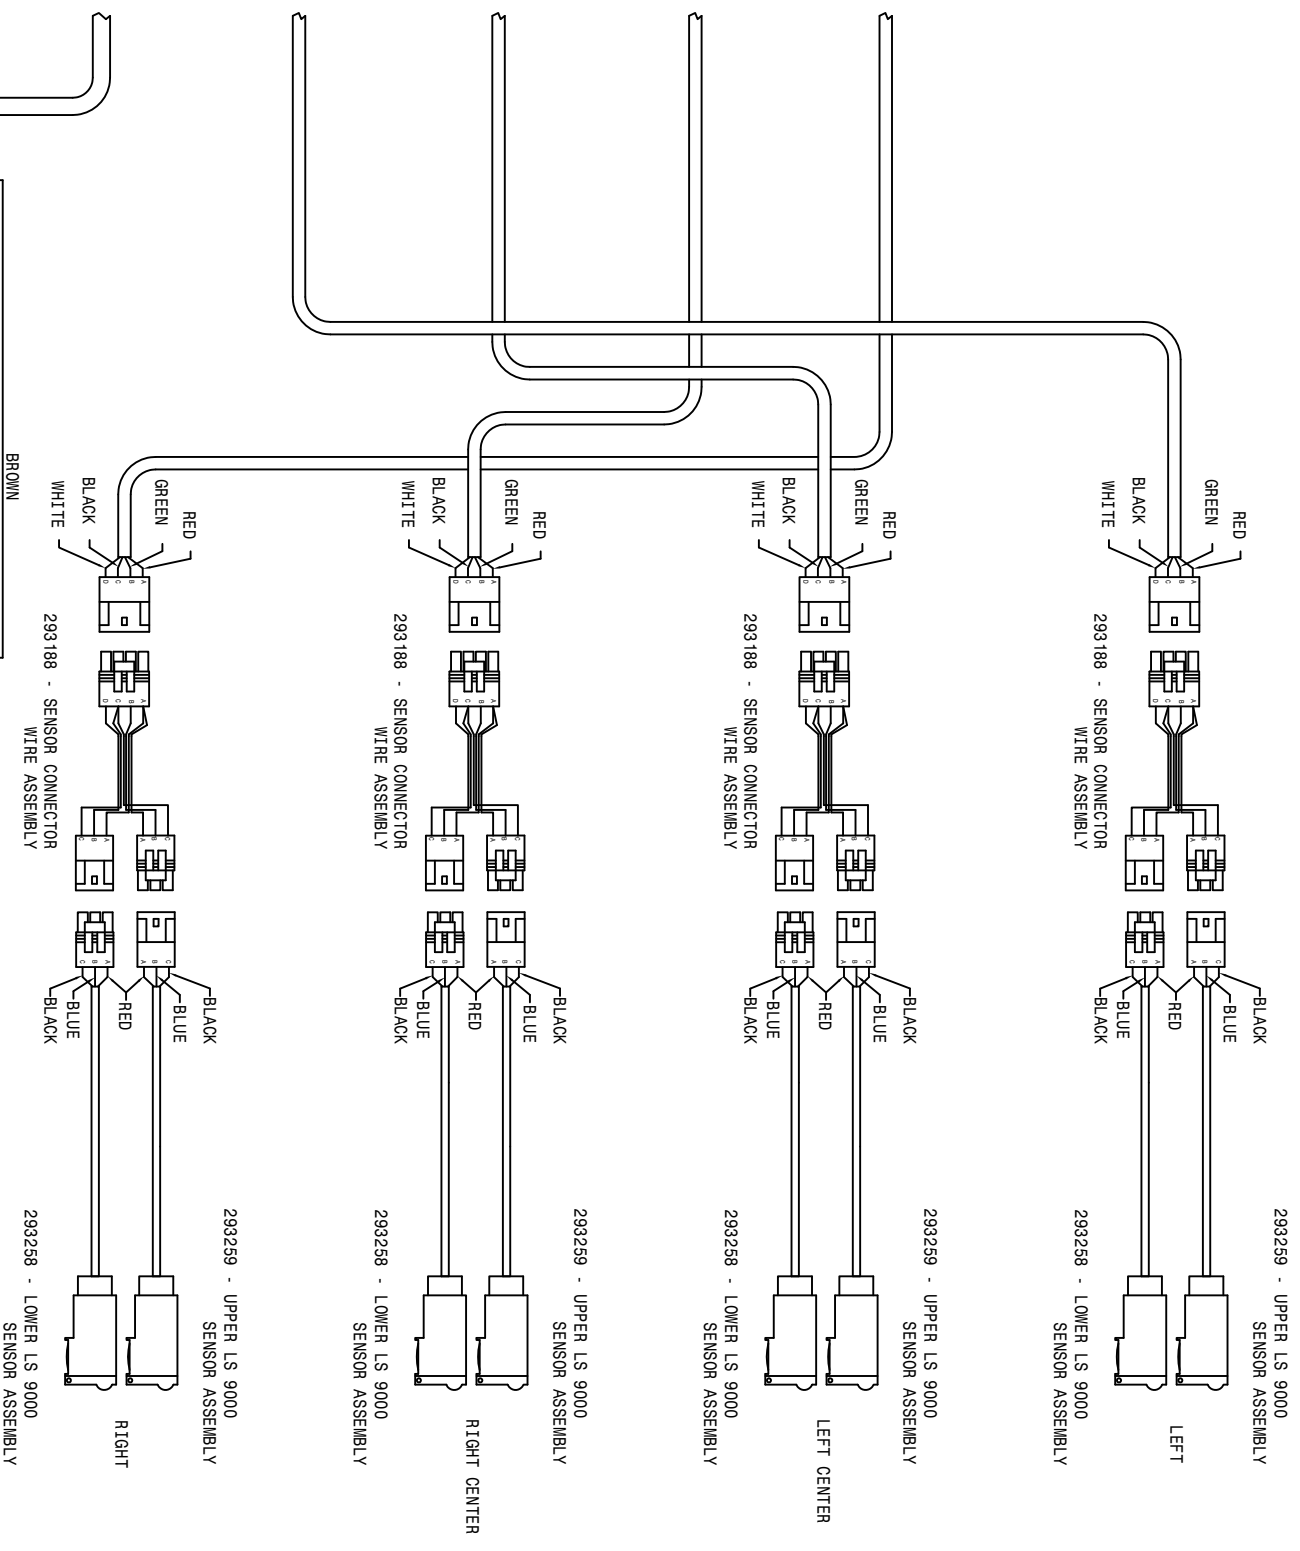 RED
GREEN
BLACK
WHITE
A
B
C
D
A
B
C
D
293188 - SENSOR CONNECTOR
WIRE ASSEMBLY
C
B
A
A
B
C
C
B
A
A
B
C
BLACK
BLUE
RED
BLUE
BLACK
293259 - UPPER LS 9000
SENSOR ASSEMBLY
LEFT
293258 - LOWER LS 9000
SENSOR ASSEMBLY
RED
GREEN
BLACK
WHITE
A
B
C
D
A
B
C
D
293188 - SENSOR CONNECTOR
WIRE ASSEMBLY
C
B
A
A
B
C
C
B
A
A
B
C
BLACK
BLUE
RED
BLUE
BLACK
293259 - UPPER LS 9000
SENSOR ASSEMBLY
LEFT CENTER
293258 - LOWER LS 9000
SENSOR ASSEMBLY
RED
GREEN
BLACK
WHITE
A
B
C
D
A
B
C
D
293188 - SENSOR CONNECTOR
WIRE ASSEMBLY
C
B
A
A
B
C
C
B
A
A
B
C
BLACK
BLUE
RED
BLUE
BLACK
293259 - UPPER LS 9000
SENSOR ASSEMBLY
RIGHT CENTER
293258 - LOWER LS 9000
SENSOR ASSEMBLY
RED
GREEN
BLACK
WHITE
A
B
C
D
A
B
C
D
293188 - SENSOR CONNECTOR
WIRE ASSEMBLY
C
B
A
A
B
C
C
B
A
A
B
C
BLACK
BLUE
RED
BLUE
BLACK
293259 - UPPER LS 9000
SENSOR ASSEMBLY
RIGHT
293258 - LOWER LS 9000
SENSOR ASSEMBLY
BROWN